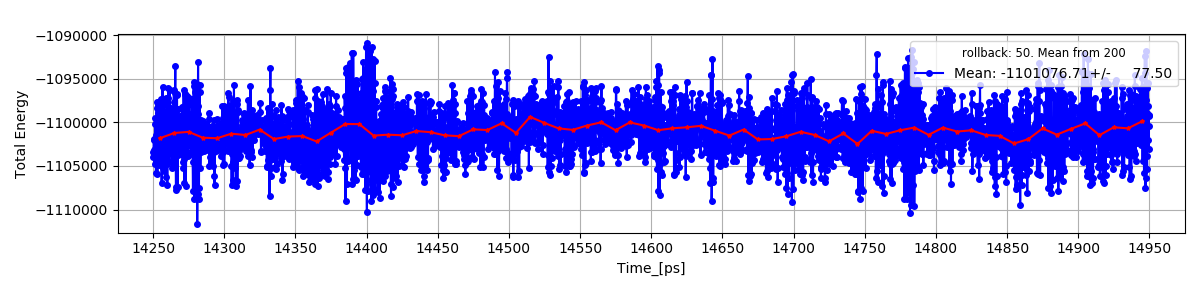 −1090000
−1095000
−1100000
−1105000
−1110000
Total Energy
rollback: 50. Mean from 200
Mean: -1101076.71+/-     77.50
14250 14300 14350 14400 14450 14500 14550 14600 14650 14700 14750 14800 14850 14900 14950
Time_[ps]